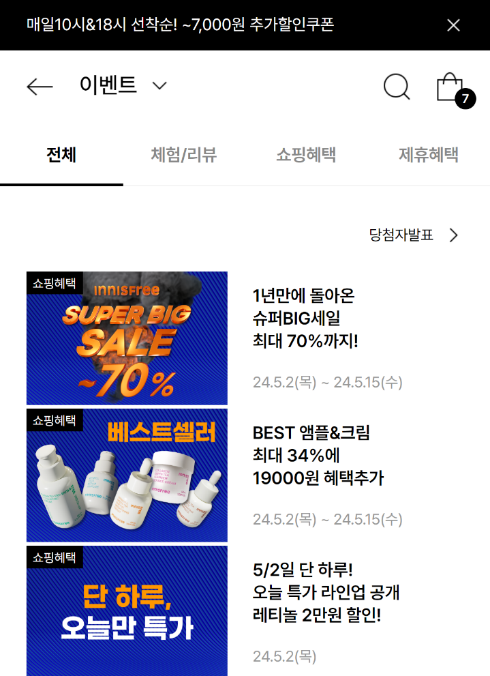 매일10시&18시 선착순! ~7,000원 추가할인쿠폰
이벤트
7
전체 체험/리뷰 쇼핑혜택 제휴혜택
당첨자발표
쇼핑혜택
innisfree
SUPER BIG
SALE
~70%
1년만에 돌아온
슈퍼BIG세일
최대 70%까지!
24.5.2(목) ~ 24.5.15(수)
쇼핑혜택
베스트셀러
BEST 앰플&크림
최대 34%에
19000원 혜택추가
24.5.2(목) ~ 24.5.15(수)
쇼핑혜택
단 하루,
오늘만 특가
5/2일 단 하루!
오늘 특가 라인업 공개
레티놀 2만원 할인!
24.5.2(목)